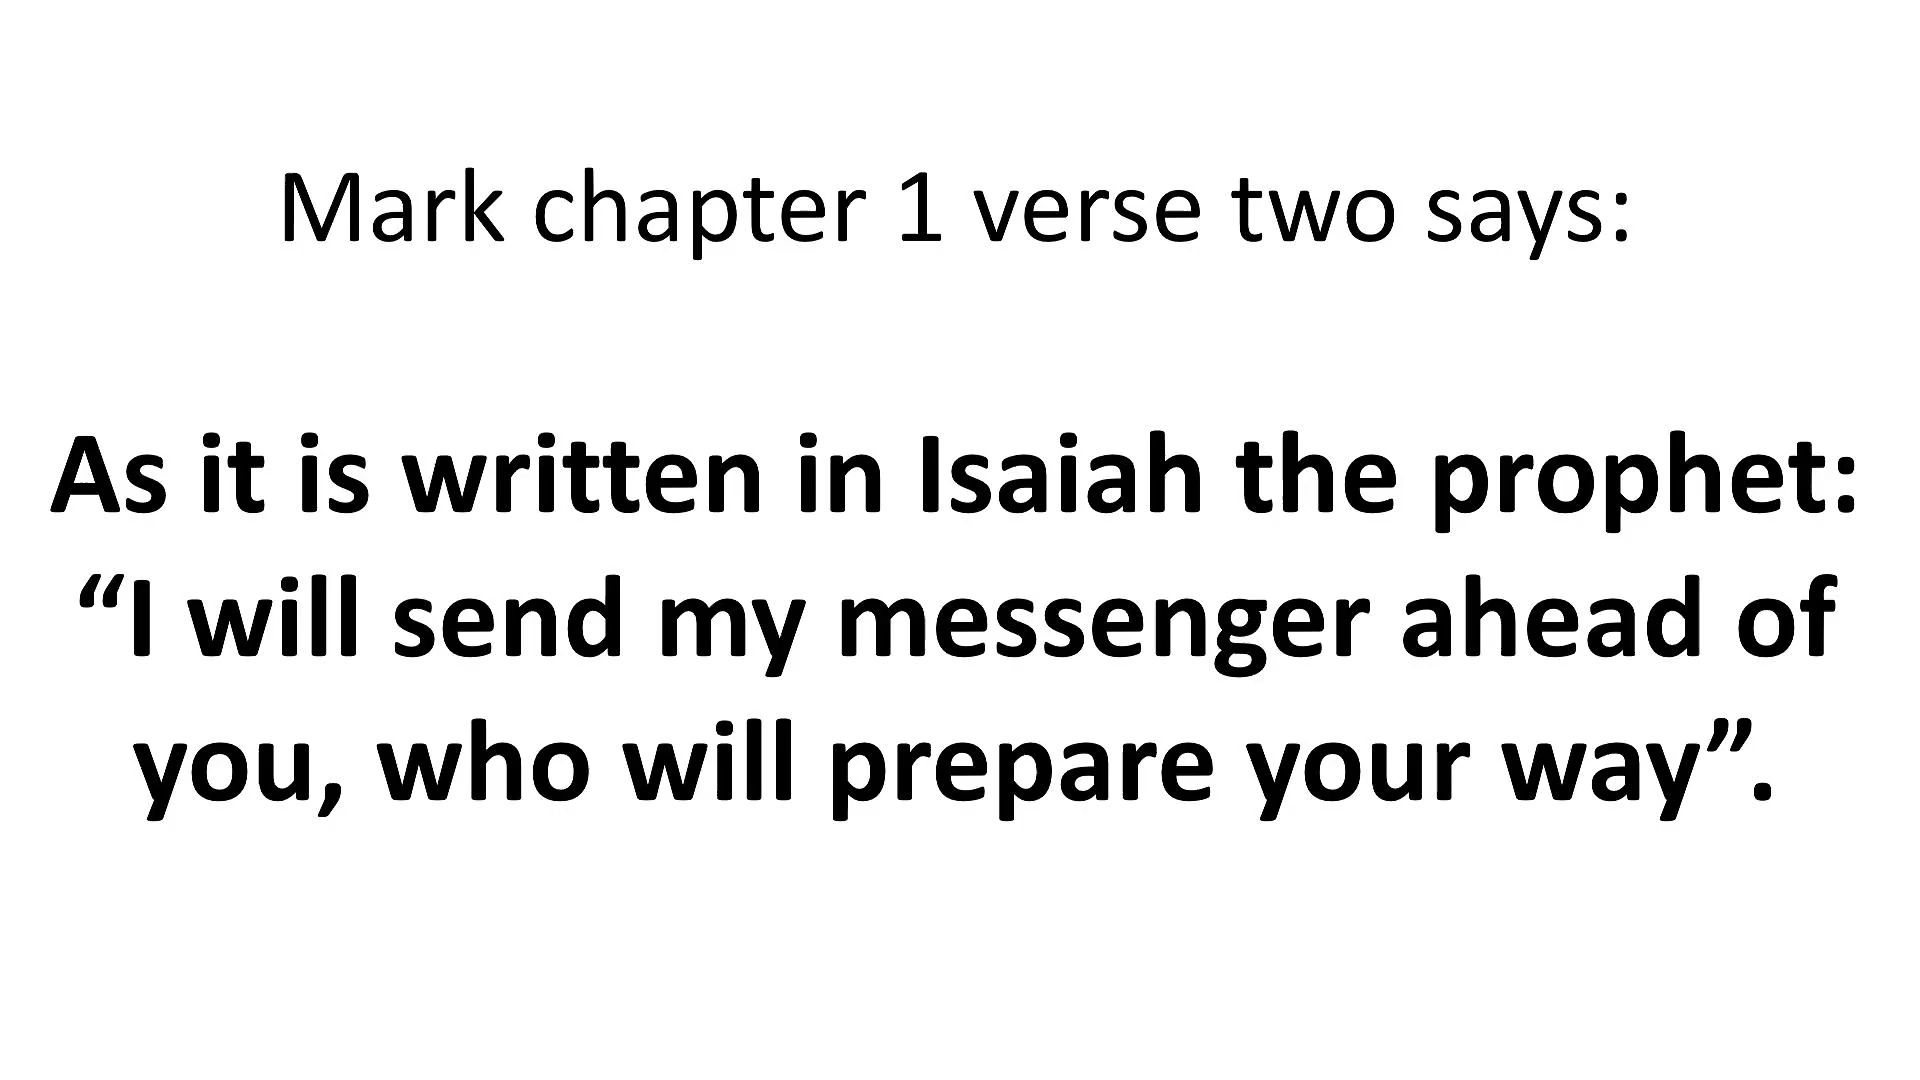 Mark chapter 1 verse two says:
As it is written in Isaiah the prophet:
“I will send my messenger ahead of
you, who will prepare your way”.